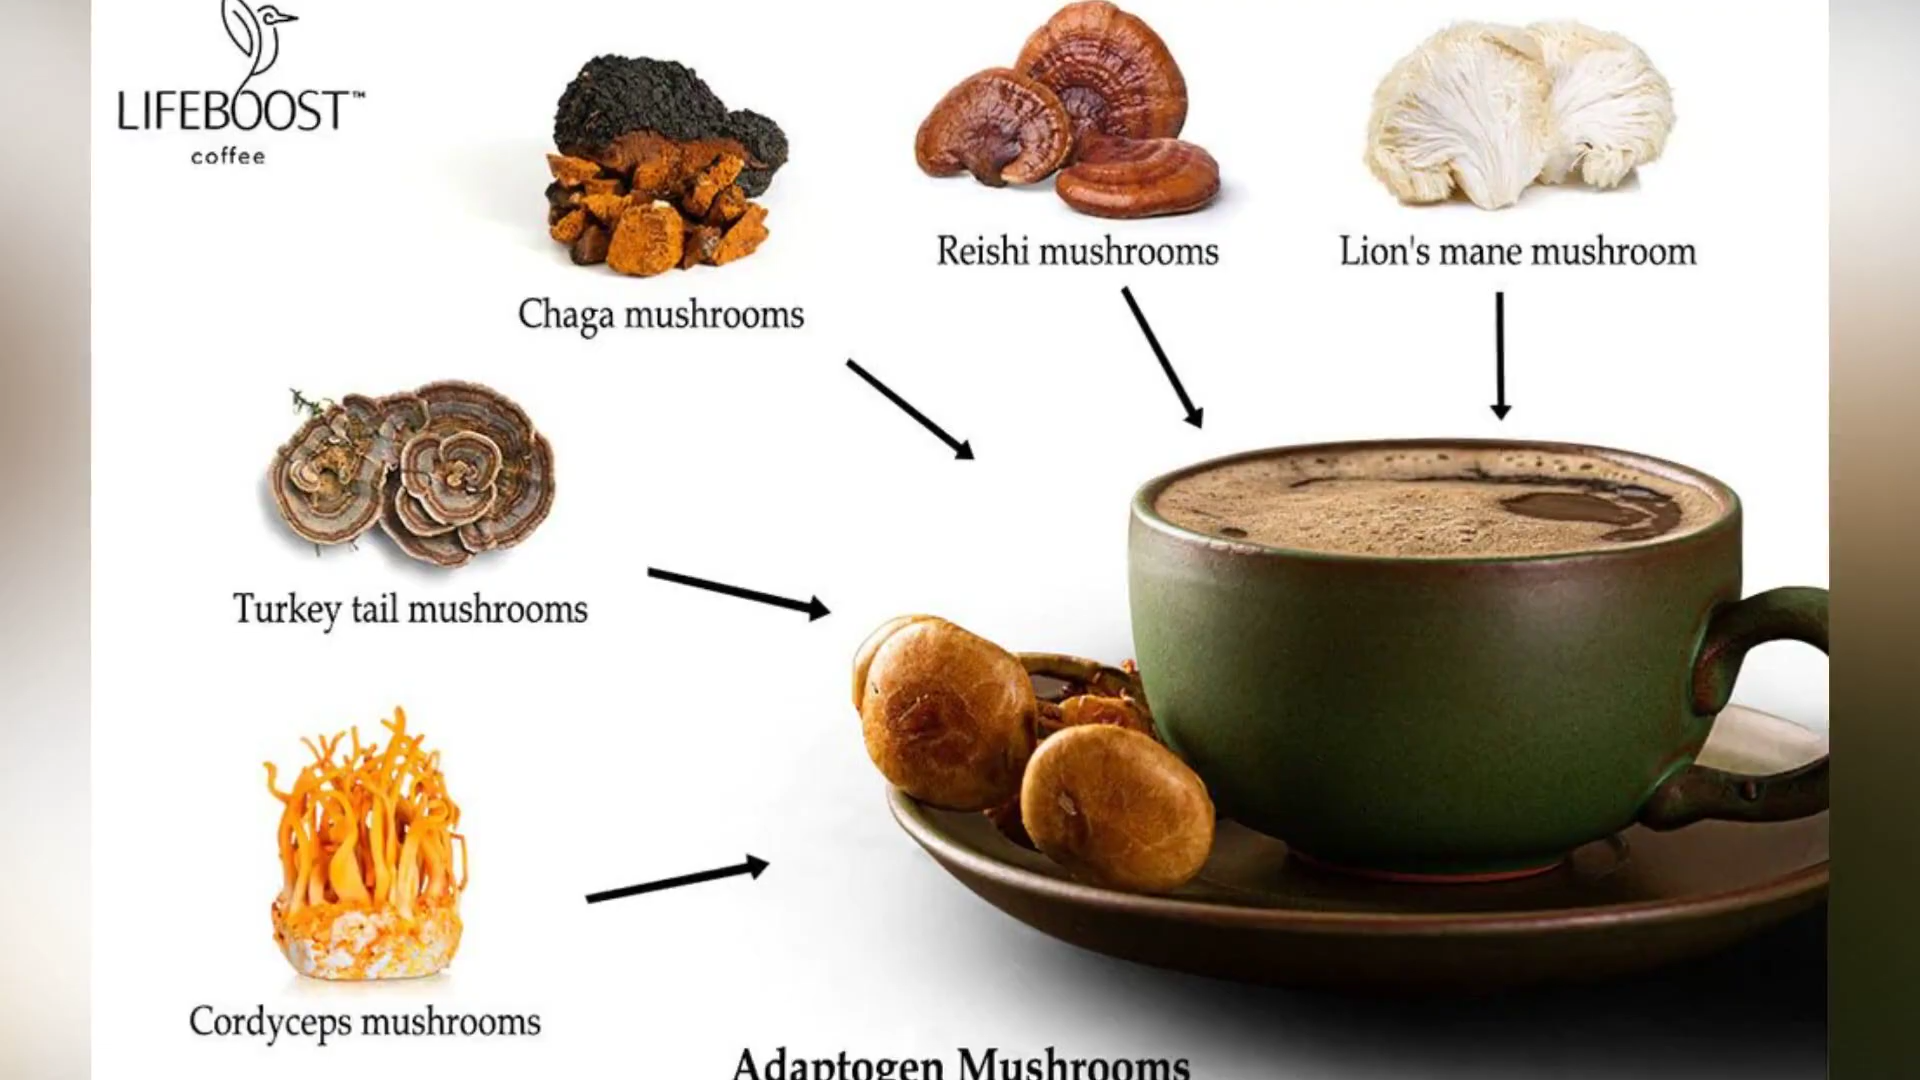 LIFEBOOST™
coffee
Chaga mushrooms
Reishi mushrooms
Lion's mane mushroom
Turkey tail mushrooms
Cordyceps mushrooms
Adaptogen Mushrooms